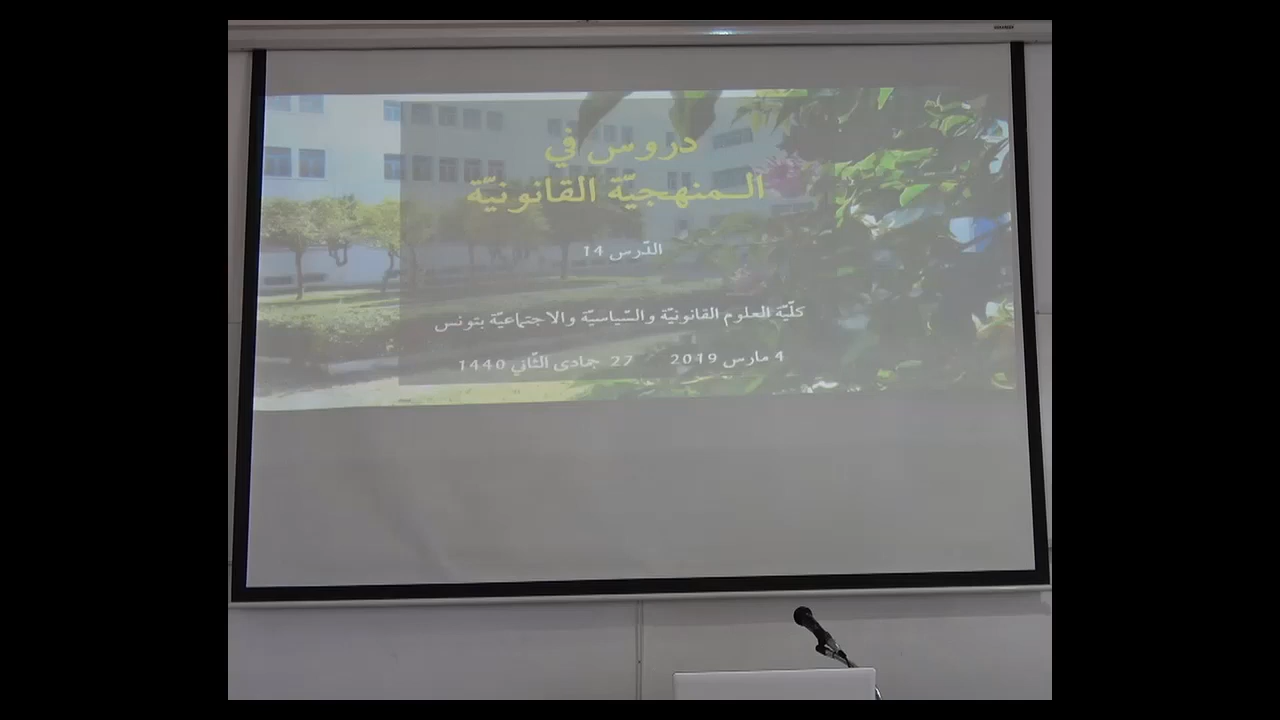 دروس في
الـمنهجيّة القانونيّة
الدّرس 14
كلّيّة العلوم القانونيّة والسّياسيّة والاجتماعيّة بتونس
4 مارس 2019 27 جمادى الثّاني 1440